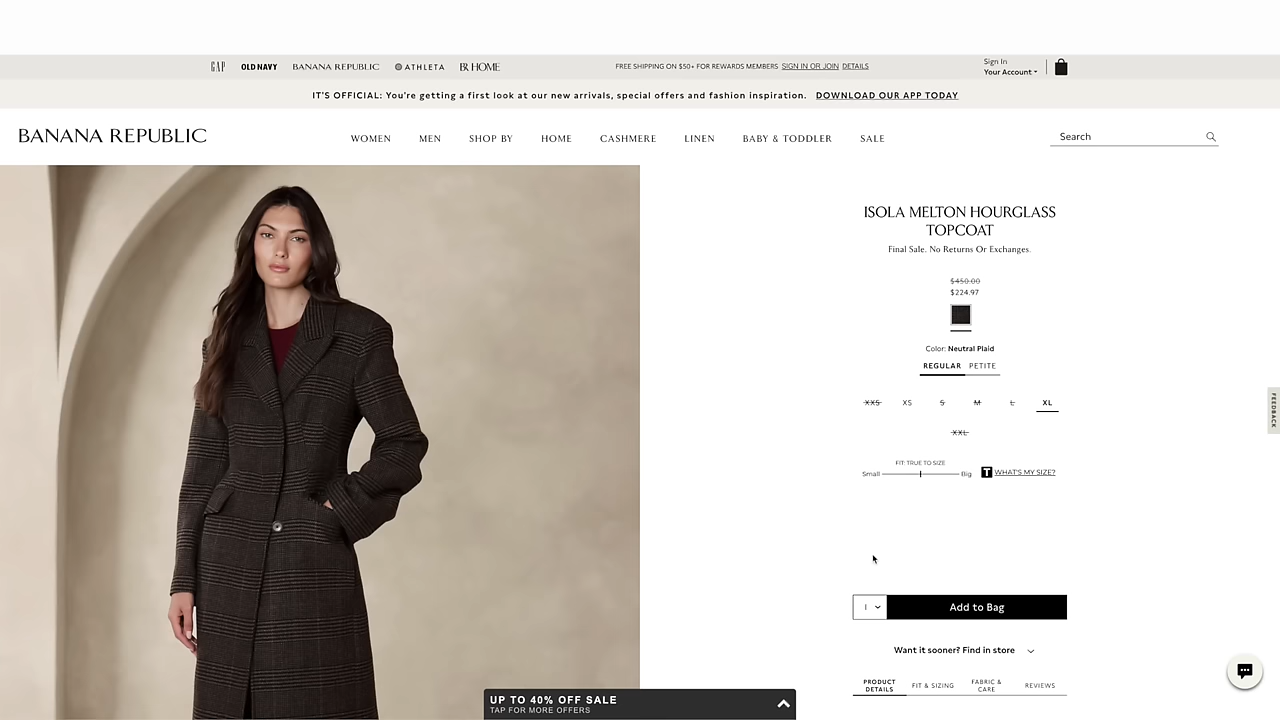 GAP OLD NAVY BANANA REPUBLIC ATHLETA BR HOME
FREE SHIPPING ON $50+ FOR REWARDS MEMBERS SIGN IN OR JOIN DETAILS
Sign In
Your Account
IT'S OFFICIAL: You're getting a first look at our new arrivals, special offers and fashion inspiration. DOWNLOAD OUR APP TODAY
BANANA REPUBLIC
WOMEN MEN SHOP BY HOME CASHMERE LINEN BABY & TODDLER SALE
Search
ISOLA MELTON HOURGLASS
TOPCOAT
Final Sale. No Returns Or Exchanges.
$450.00
$224.97
Color: Neutral Plaid
REGULAR PETITE
XXS XS S M L XL
XXL
FIT: TRUE TO SIZE
Small Big
T WHAT'S MY SIZE?
FEEDBACK
1 Add to Bag
Want it sooner? Find in store
PRODUCT DETAILS FIT & SIZING FABRIC & CARE REVIEWS
UP TO 40% OFF SALE
TAP FOR MORE OFFERS